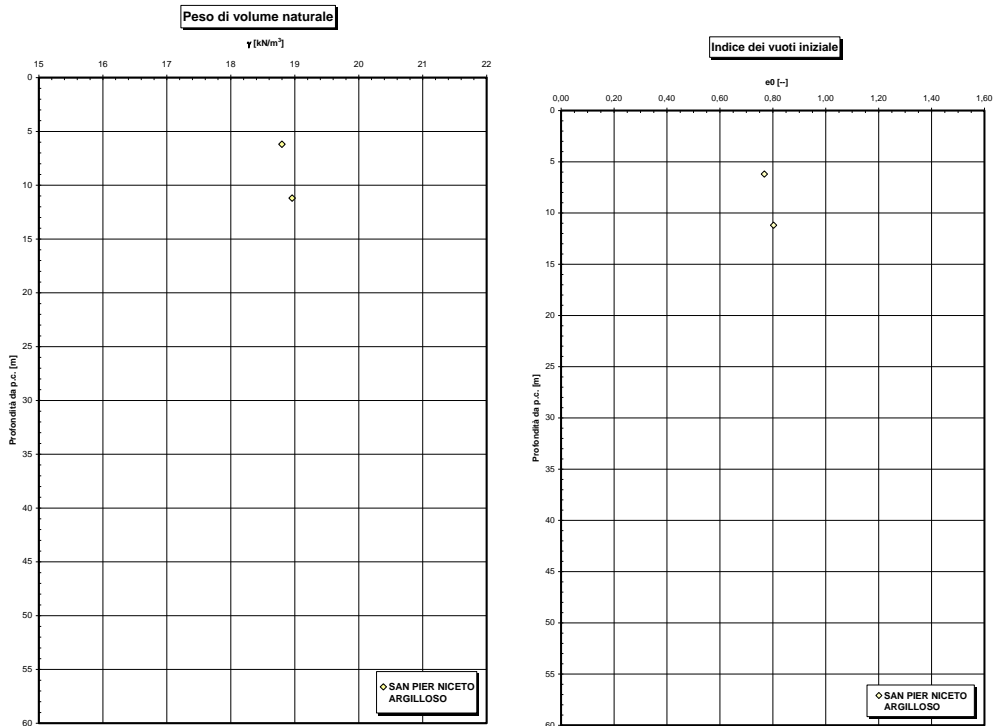 Peso di volume naturale
γ [kN/m³]
15 16 17 18 19 20 21 22
0
5
10
15
20
25
30
35
40
45
50
55
60
Profondità da p.c. [m]
SAN PIER NICETO
ARGILLOSO
Indice dei vuoti iniziale
e0 [--]
0,00 0,20 0,40 0,60 0,80 1,00 1,20 1,40 1,60
0
5
10
15
20
25
30
35
40
45
50
55
60
Profondità da p.c. [m]
SAN PIER NICETO
ARGILLOSO